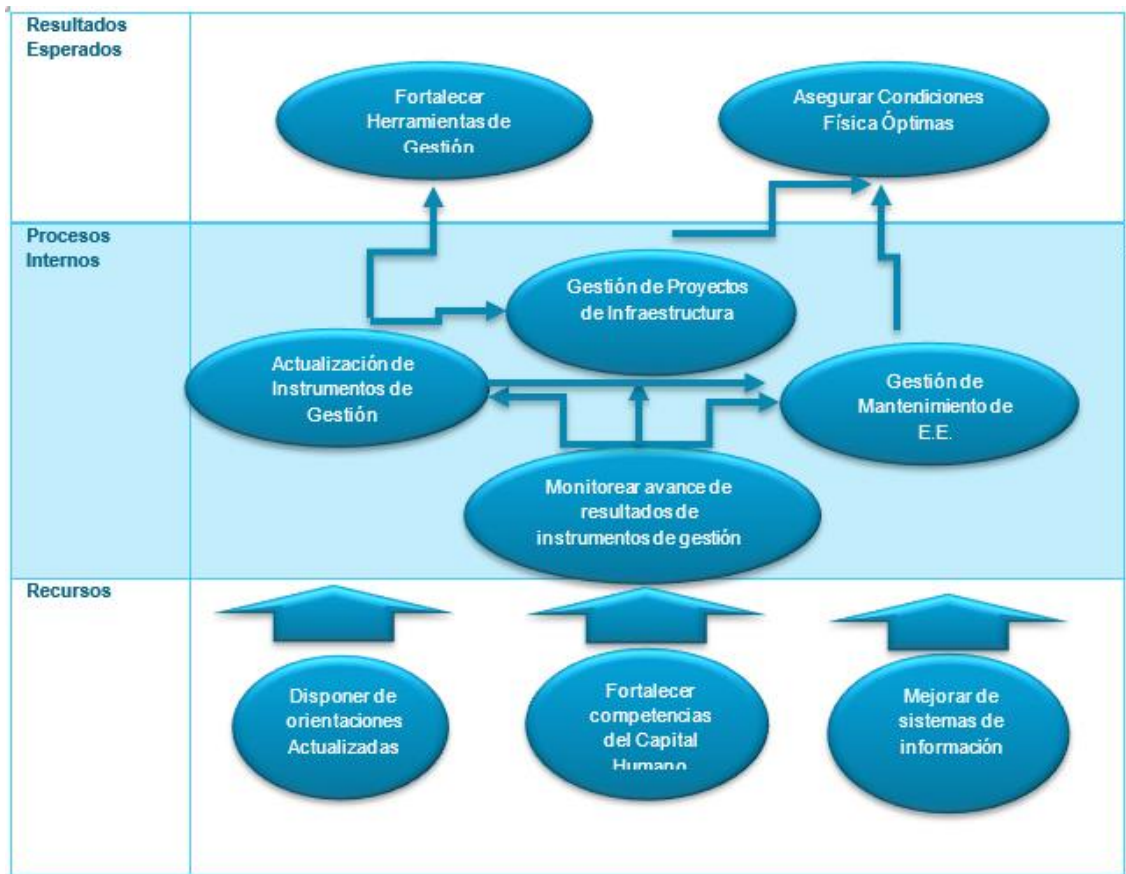 Resultados
Esperados
Fortalecer
Herramientas de
Gestión
Asegurar Condiciones
Física Óptimas
Procesos
Internos
Gestión de Proyectos
de Infraestructura
Actualización de
Instrumentos de
Gestión
Gestión de
Mantenimiento de
E.E.
Monitorear avance de
resultados de
instrumentos de gestión
Recursos
Disponer de
orientaciones
Actualizadas
Fortalecer
competencias
del Capital
Humano
Mejorar de
sistemas de
información